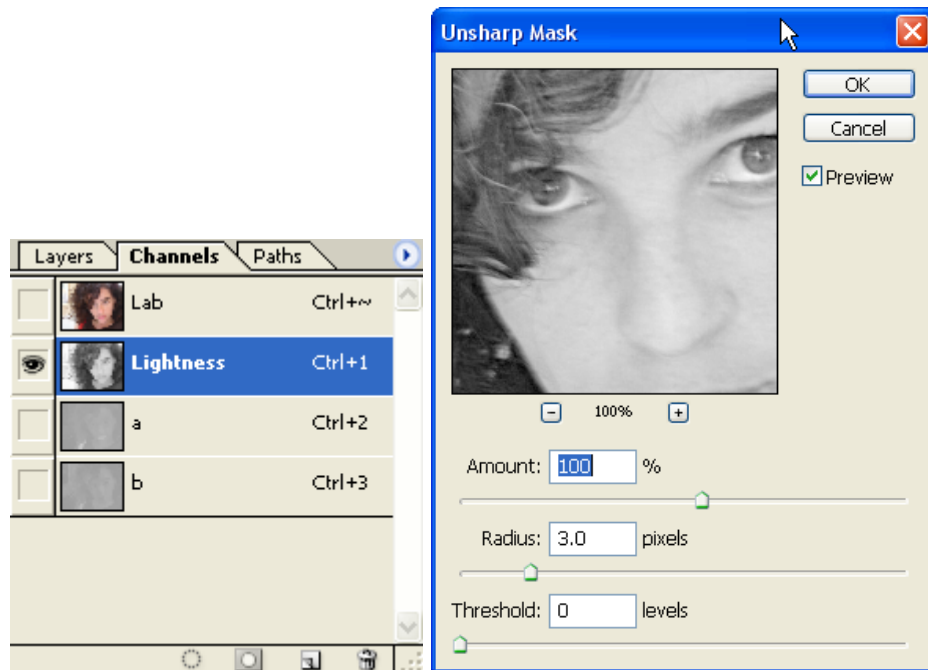 Layers Channels Paths
Lab Ctrl+~
Lightness Ctrl+1
a Ctrl+2
b Ctrl+3
Unsharp Mask
OK
Cancel
Preview
100%
Amount: 100 %
Radius: 3.0 pixels
Threshold: 0 levels